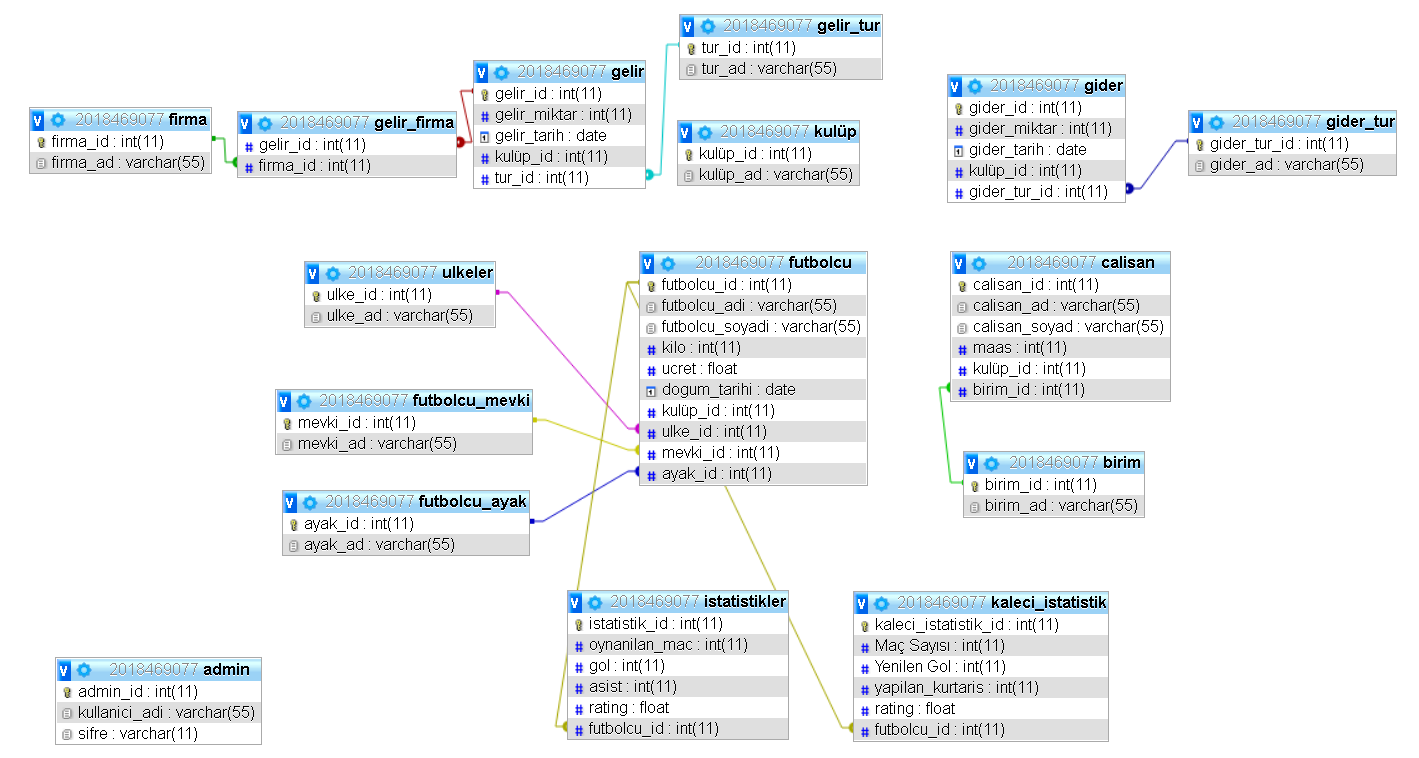 2018469077 gelir_tur
tur_id : int(11)
tur_ad : varchar(55)
2018469077 gelir
gelir_id : int(11)
gelir_miktar : int(11)
gelir_tarih : date
kulüp_id : int(11)
tur_id : int(11)
2018469077 gider
gider_id : int(11)
gider_miktar : int(11)
gider_tarih : date
kulüp_id : int(11)
gider_tur_id : int(11)
2018469077 firma
firma_id : int(11)
firma_ad : varchar(55)
2018469077 gelir_firma
gelir_id : int(11)
firma_id : int(11)
2018469077 kulüp
kulüp_id : int(11)
kulüp_ad : varchar(55)
2018469077 gider_tur
gider_tur_id : int(11)
gider_ad : varchar(55)
2018469077 ulkeler
ulke_id : int(11)
ulke_ad : varchar(55)
2018469077 futbolcu
futbolcu_id : int(11)
futbolcu_adi : varchar(55)
futbolcu_soyadi : varchar(55)
kilo : int(11)
ucret : float
dogum_tarihi : date
kulüp_id : int(11)
ulke_id : int(11)
mevki_id : int(11)
ayak_id : int(11)
2018469077 calisan
calisan_id : int(11)
calisan_ad : varchar(55)
calisan_soyad : varchar(55)
maas : int(11)
kulüp_id : int(11)
birim_id : int(11)
2018469077 futbolcu_mevki
mevki_id : int(11)
mevki_ad : varchar(55)
2018469077 birim
birim_id : int(11)
birim_ad : varchar(55)
2018469077 futbolcu_ayak
ayak_id : int(11)
ayak_ad : varchar(55)
2018469077 istatistikler
istatistik_id : int(11)
oynanilan_mac : int(11)
gol : int(11)
asist : int(11)
rating : float
futbolcu_id : int(11)
2018469077 kaleci_istatistik
kaleci_istatistik_id : int(11)
Maç Sayısı : int(11)
Yenilen Gol : int(11)
yapilan_kurtaris : int(11)
rating : float
futbolcu_id : int(11)
2018469077 admin
admin_id : int(11)
kullanici_adi : varchar(55)
sifre : varchar(11)